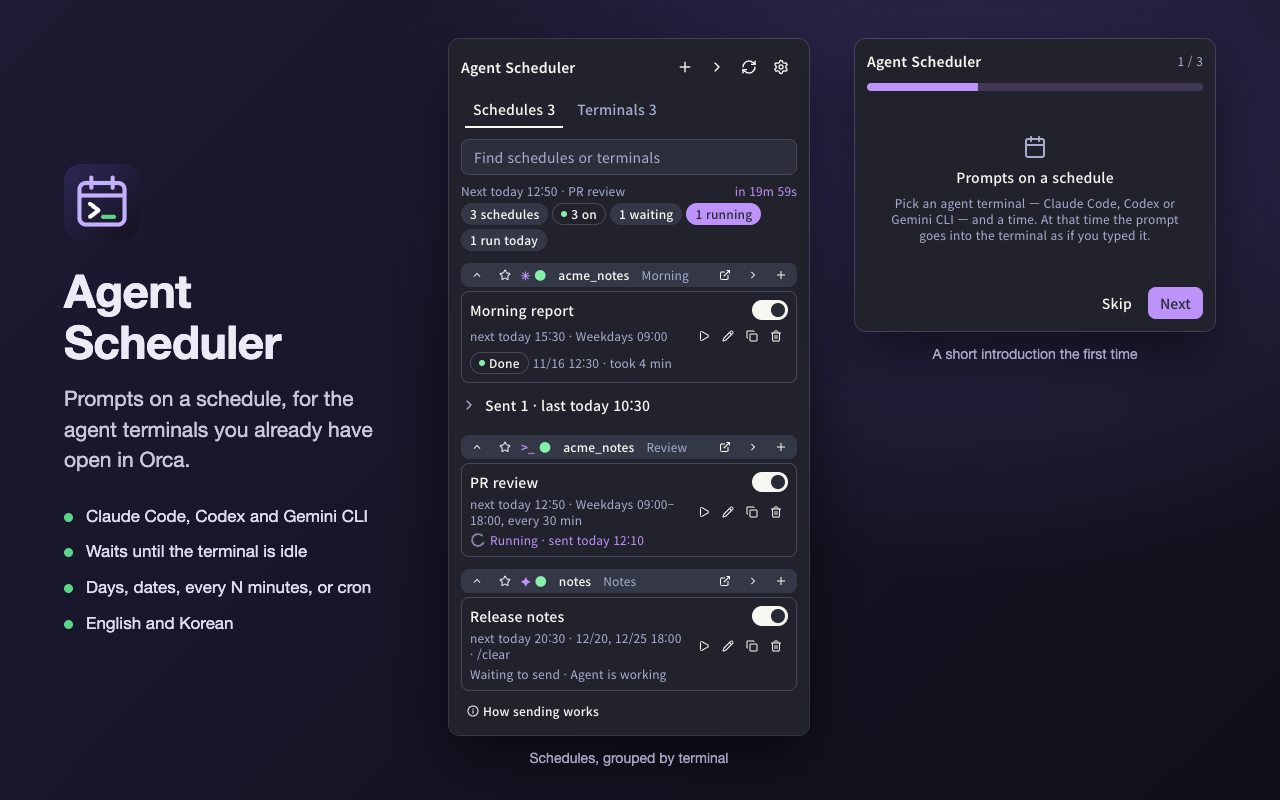 Agent
Scheduler
Prompts on a schedule, for the
agent terminals you already have
open in Orca.
Claude Code, Codex and Gemini CLI
Waits until the terminal is idle
Days, dates, every N minutes, or cron
English and Korean
Agent Scheduler
Schedules 3 Terminals 3
Find schedules or terminals
Next today 12:50 · PR review in 19m 59s
3 schedules 3 on 1 waiting 1 running
1 run today
acme_notes Morning
Morning report
next today 15:30 · Weekdays 09:00
Done 11/16 12:30 · took 4 min
Sent 1 · last today 10:30
>_ acme_notes Review
PR review
next today 12:50 · Weekdays 09:00–
18:00, every 30 min
Running · sent today 12:10
notes Notes
Release notes
next today 20:30 · 12/20, 12/25 18:00
· /clear
Waiting to send · Agent is working
How sending works
Schedules, grouped by terminal
Agent Scheduler 1 / 3
Prompts on a schedule
Pick an agent terminal — Claude Code, Codex or
Gemini CLI — and a time. At that time the prompt
goes into the terminal as if you typed it.
Skip Next
A short introduction the first time